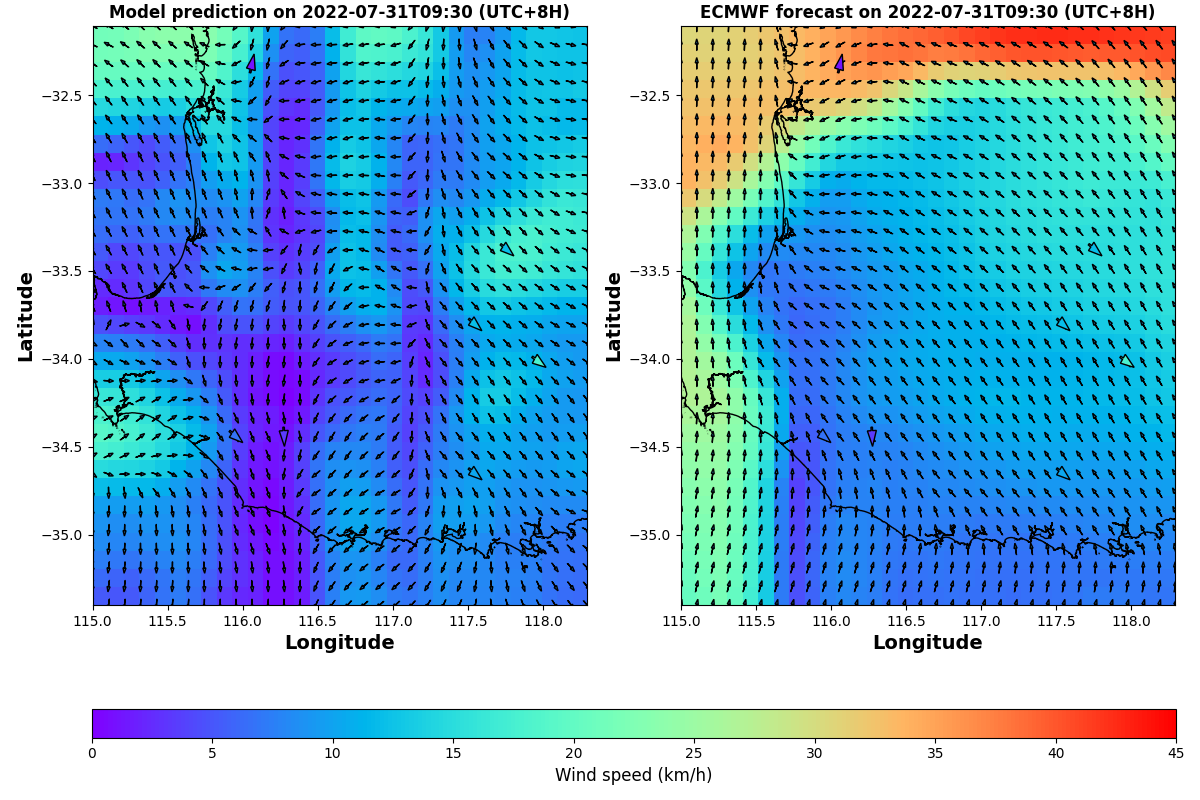 Model prediction on 2022-07-31T09:30 (UTC+8H)
ECMWF forecast on 2022-07-31T09:30 (UTC+8H)
Latitude
−32.5
−33.0
−33.5
−34.0
−34.5
−35.0
115.0 115.5 116.0 116.5 117.0 117.5 118.0
Longitude
Latitude
−32.5
−33.0
−33.5
−34.0
−34.5
−35.0
115.0 115.5 116.0 116.5 117.0 117.5 118.0
Longitude
0 5 10 15 20 25 30 35 40 45
Wind speed (km/h)